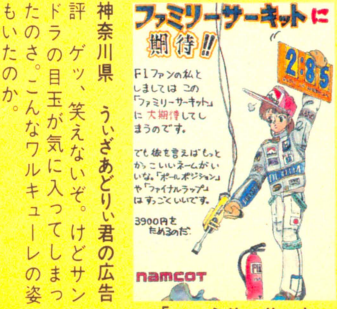 ファミリーサーキットに
期待!!
F1ファンの私と
しましては この
「ファミリーサーキット」
に 大期待してし
まうのです。
でも欲を言えばもっと
かっこいいネームがい
いな。「ポールポジション」
や「ファイナルラップ」
はすっごくいいです。
3900円を
ためるのだ
2:85
namcot
神奈川県 うぃざあどりぃ君の広告
評 ゲッ、笑えないぞ。けどサン
ドラの目玉が気に入ってしまっ
たのさ。こんなワルキューレの姿
もいたのか。